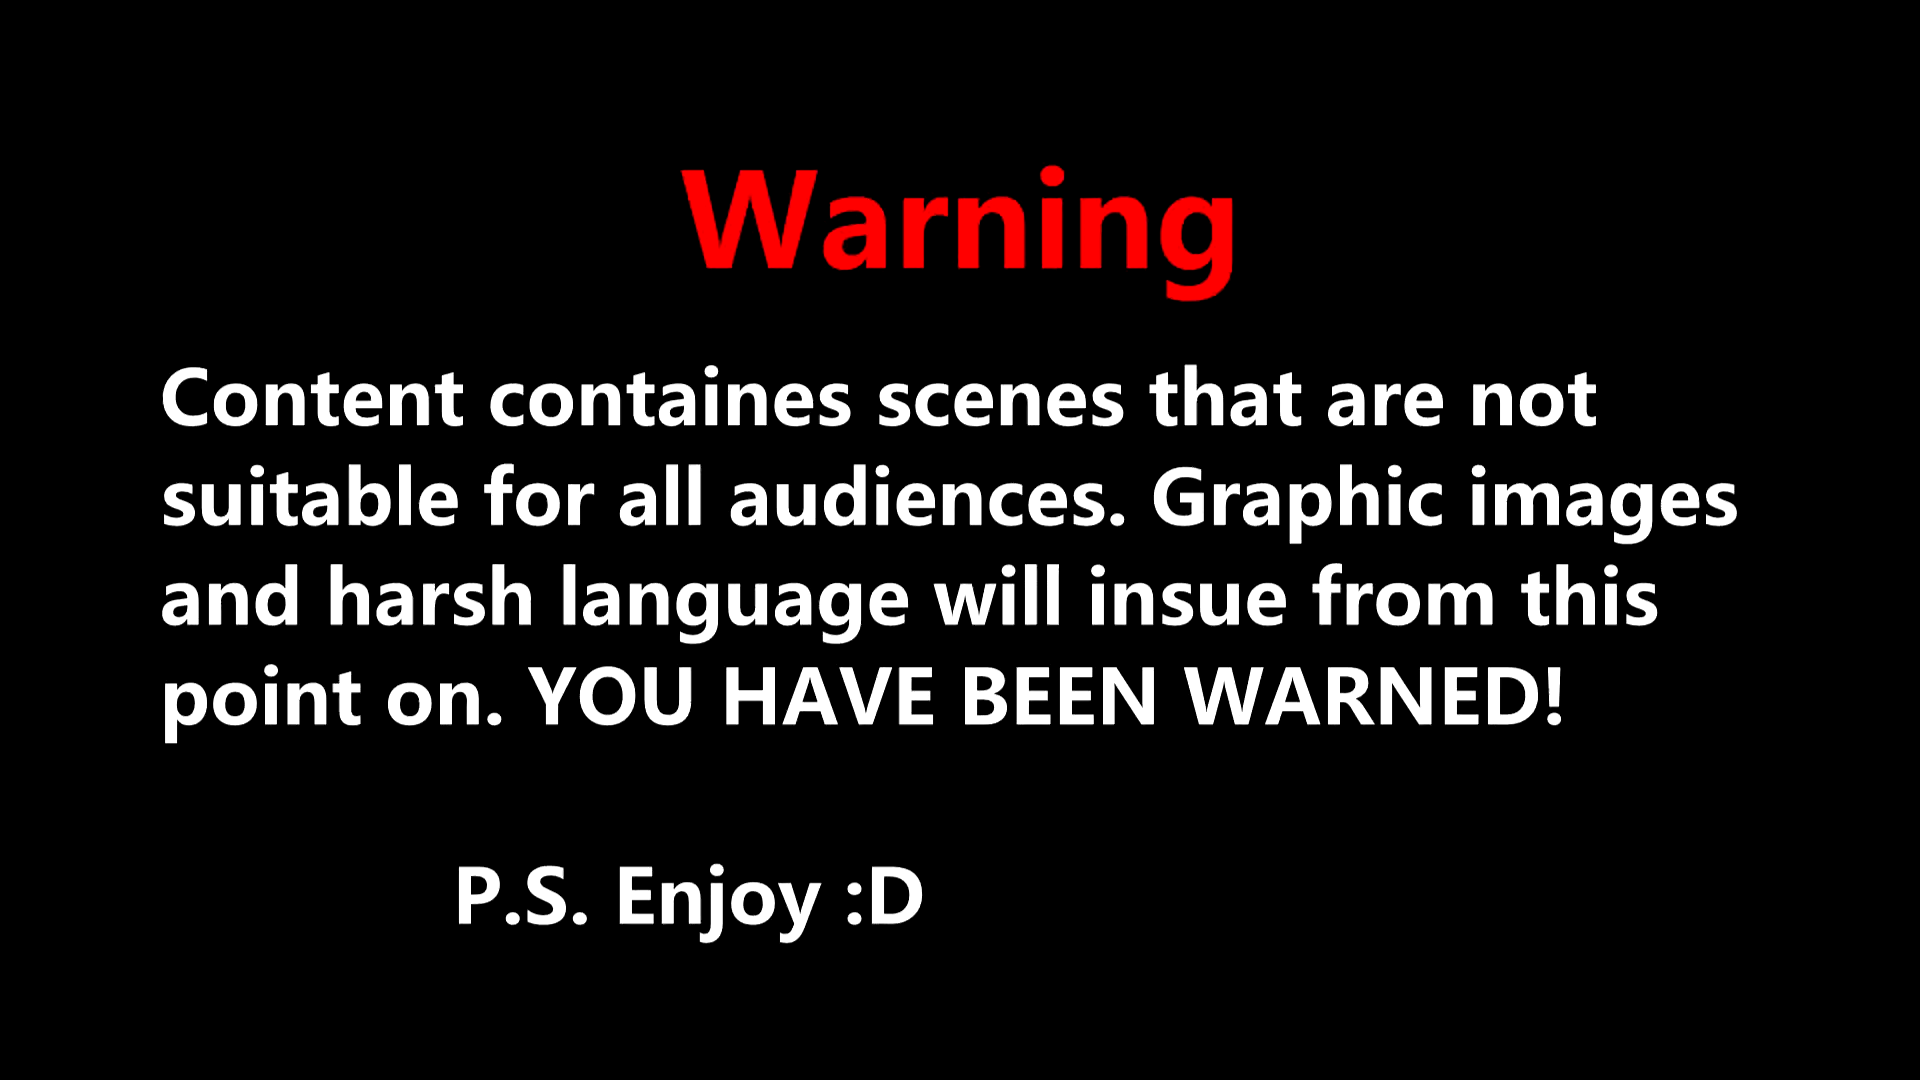 Warning
Content containes scenes that are not
suitable for all audiences. Graphic images
and harsh language will insue from this
point on. YOU HAVE BEEN WARNED!
P.S. Enjoy :D